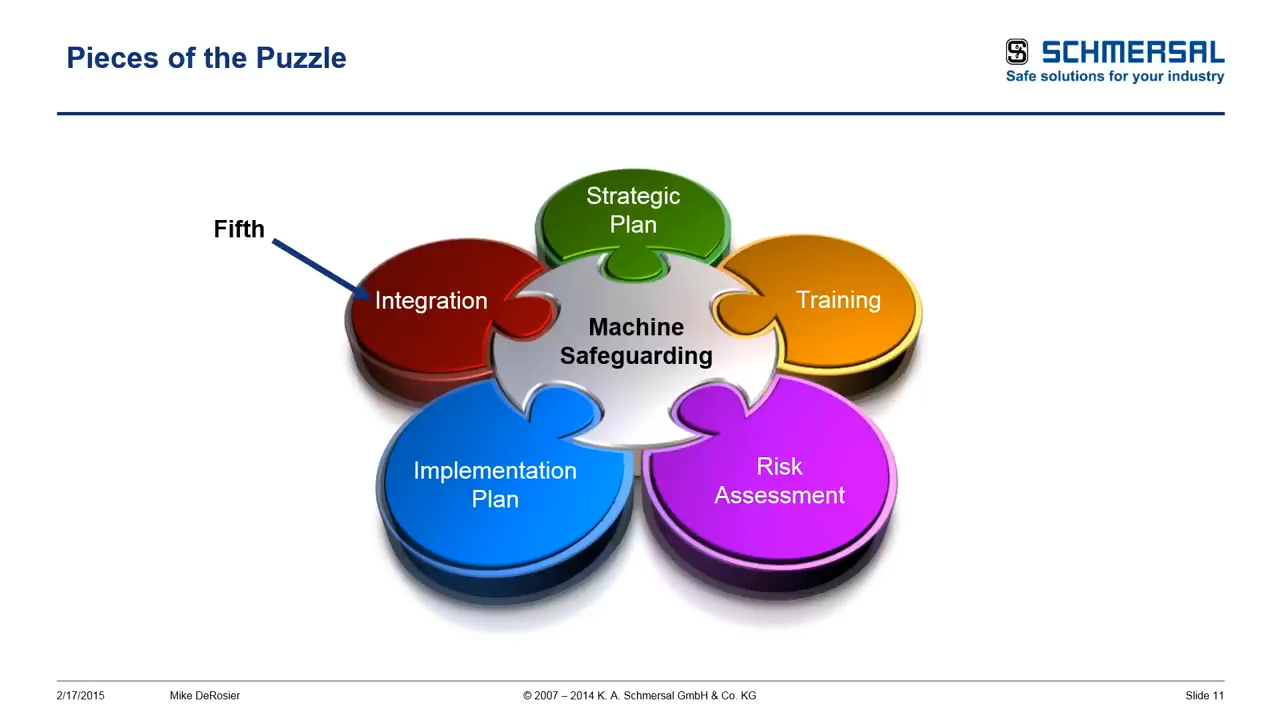 Pieces of the Puzzle
SCHMERSAL
Safe solutions for your industry
Strategic
Plan
Fifth
Integration
Training
Machine
Safeguarding
Implementation
Plan
Risk
Assessment
2/17/2015
Mike DeRosier
© 2007 – 2014 K. A. Schmersal GmbH & Co. KG
Slide 11